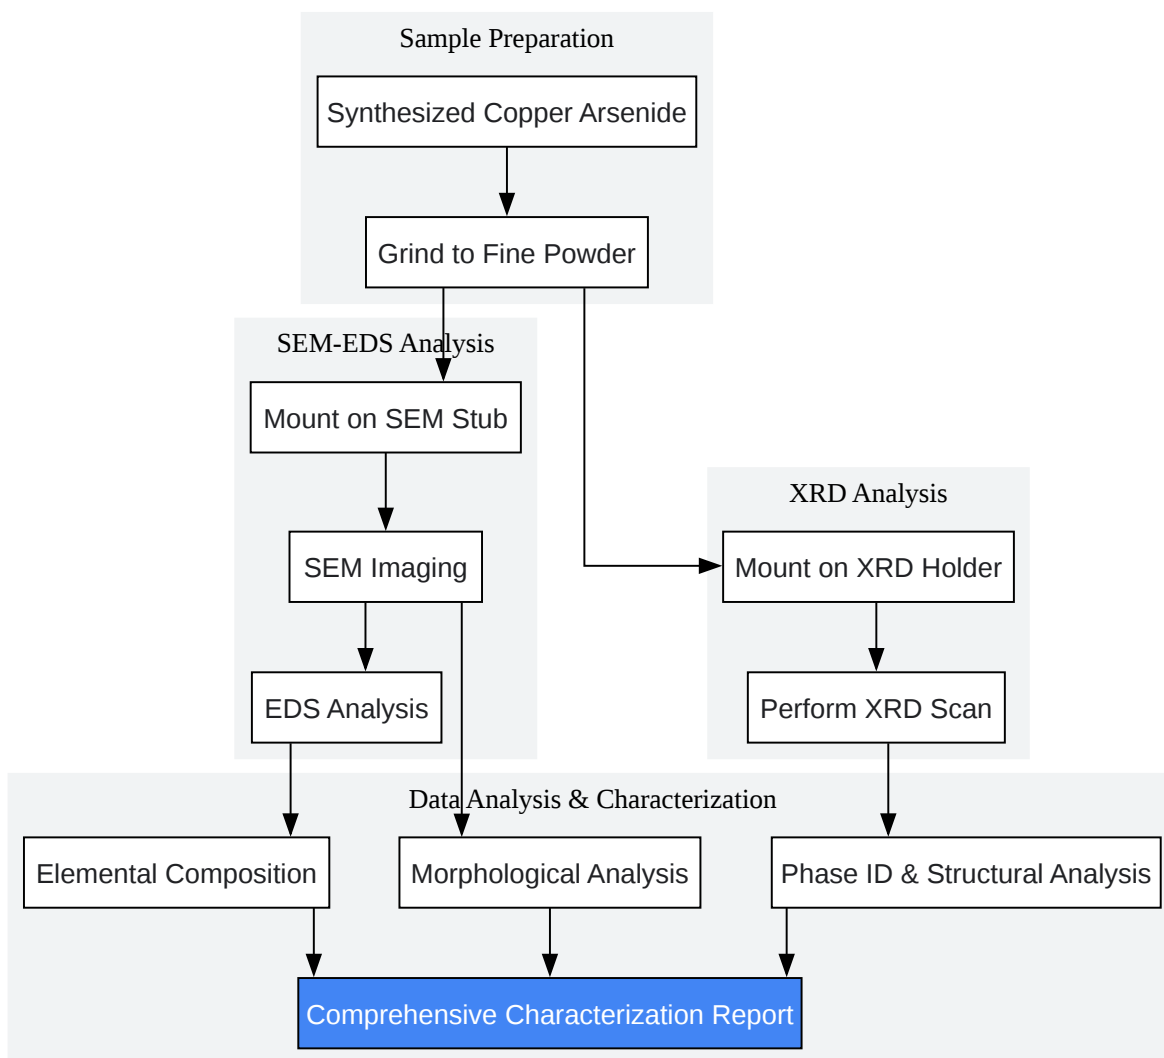 Sample Preparation
Synthesized Copper Arsenide
Grind to Fine Powder
SEM-EDS Analysis
Mount on SEM Stub
SEM Imaging
EDS Analysis
XRD Analysis
Mount on XRD Holder
Perform XRD Scan
Data Analysis & Characterization
Elemental Composition
Morphological Analysis
Phase ID & Structural Analysis
Comprehensive Characterization Report